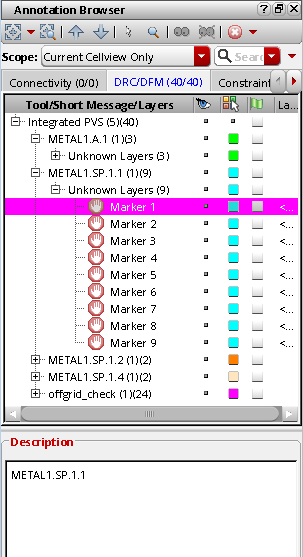 Annotation Browser
Scope: Current Cellview Only Searc
Connectivity (0/0) DRC/DFM (40/40) Constraint
Tool/Short Message/Layers La
Integrated PVS (5)(40)
METAL1.A.1 (1)(3)
Unknown Layers (3)
METAL1.SP.1.1 (1)(9)
Unknown Layers (9)
Marker 1 <...
Marker 2 <...
Marker 3 <...
Marker 4 <...
Marker 5 <...
Marker 6 <...
Marker 7 <...
Marker 8 <...
Marker 9 <...
METAL1.SP.1.2 (1)(2)
METAL1.SP.1.4 (1)(2)
offgrid_check (1)(24)
Description
METAL1.SP.1.1